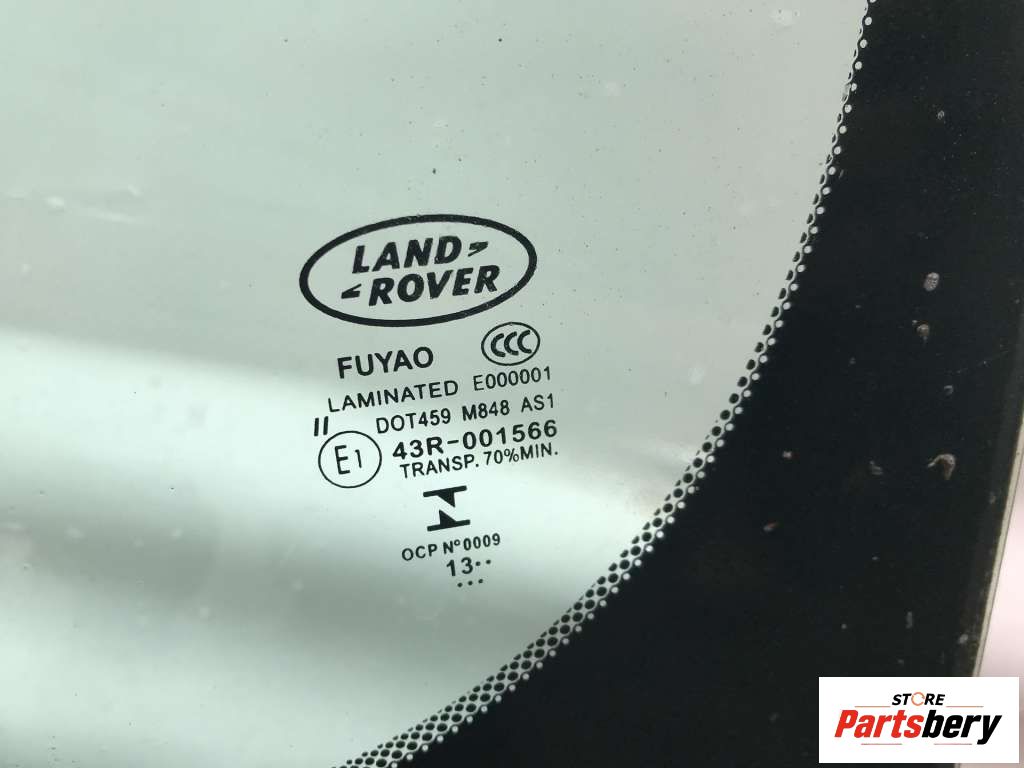 LAND
ROVER
FUYAO CCC
LAMINATED E000001
II DOT459 M848 AS1
E1 43R-001566
TRANSP. 70%MIN.
OCP Nº0009
13··
···
STORE
Partsbery